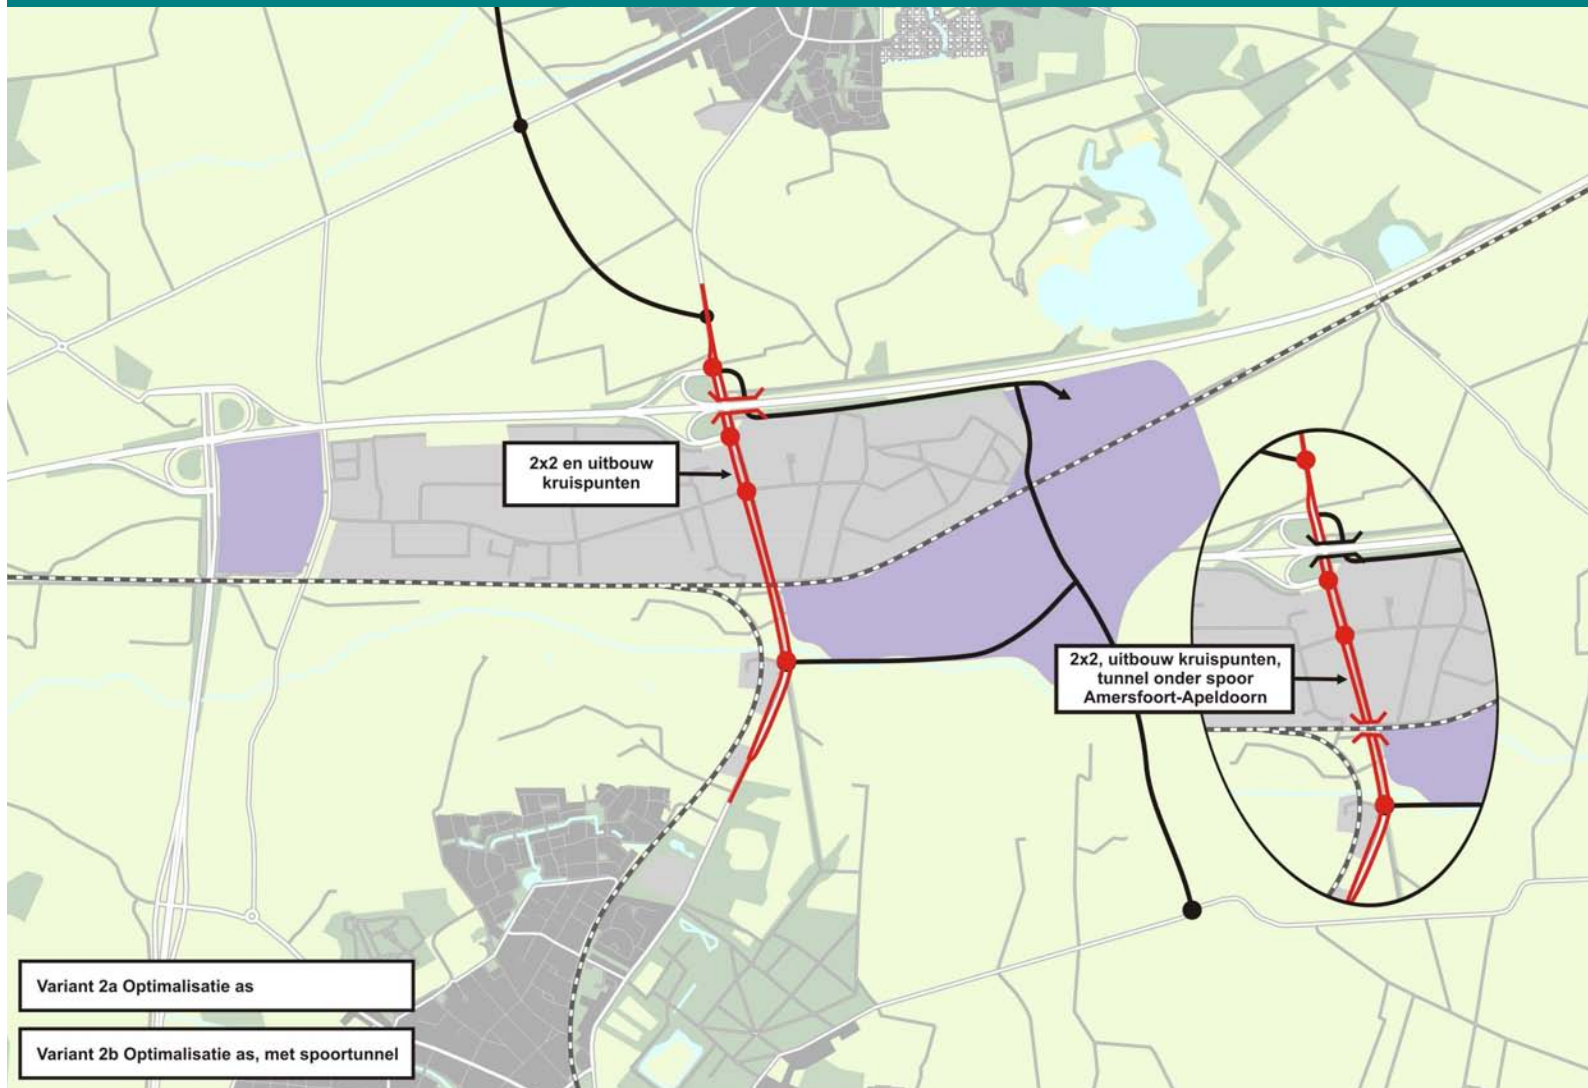 2x2 en uitbouw
kruispunten
2x2, uitbouw kruispunten,
tunnel onder spoor
Amersfoort-Apeldoorn
Variant 2a Optimalisatie as
Variant 2b Optimalisatie as, met spoortunnel